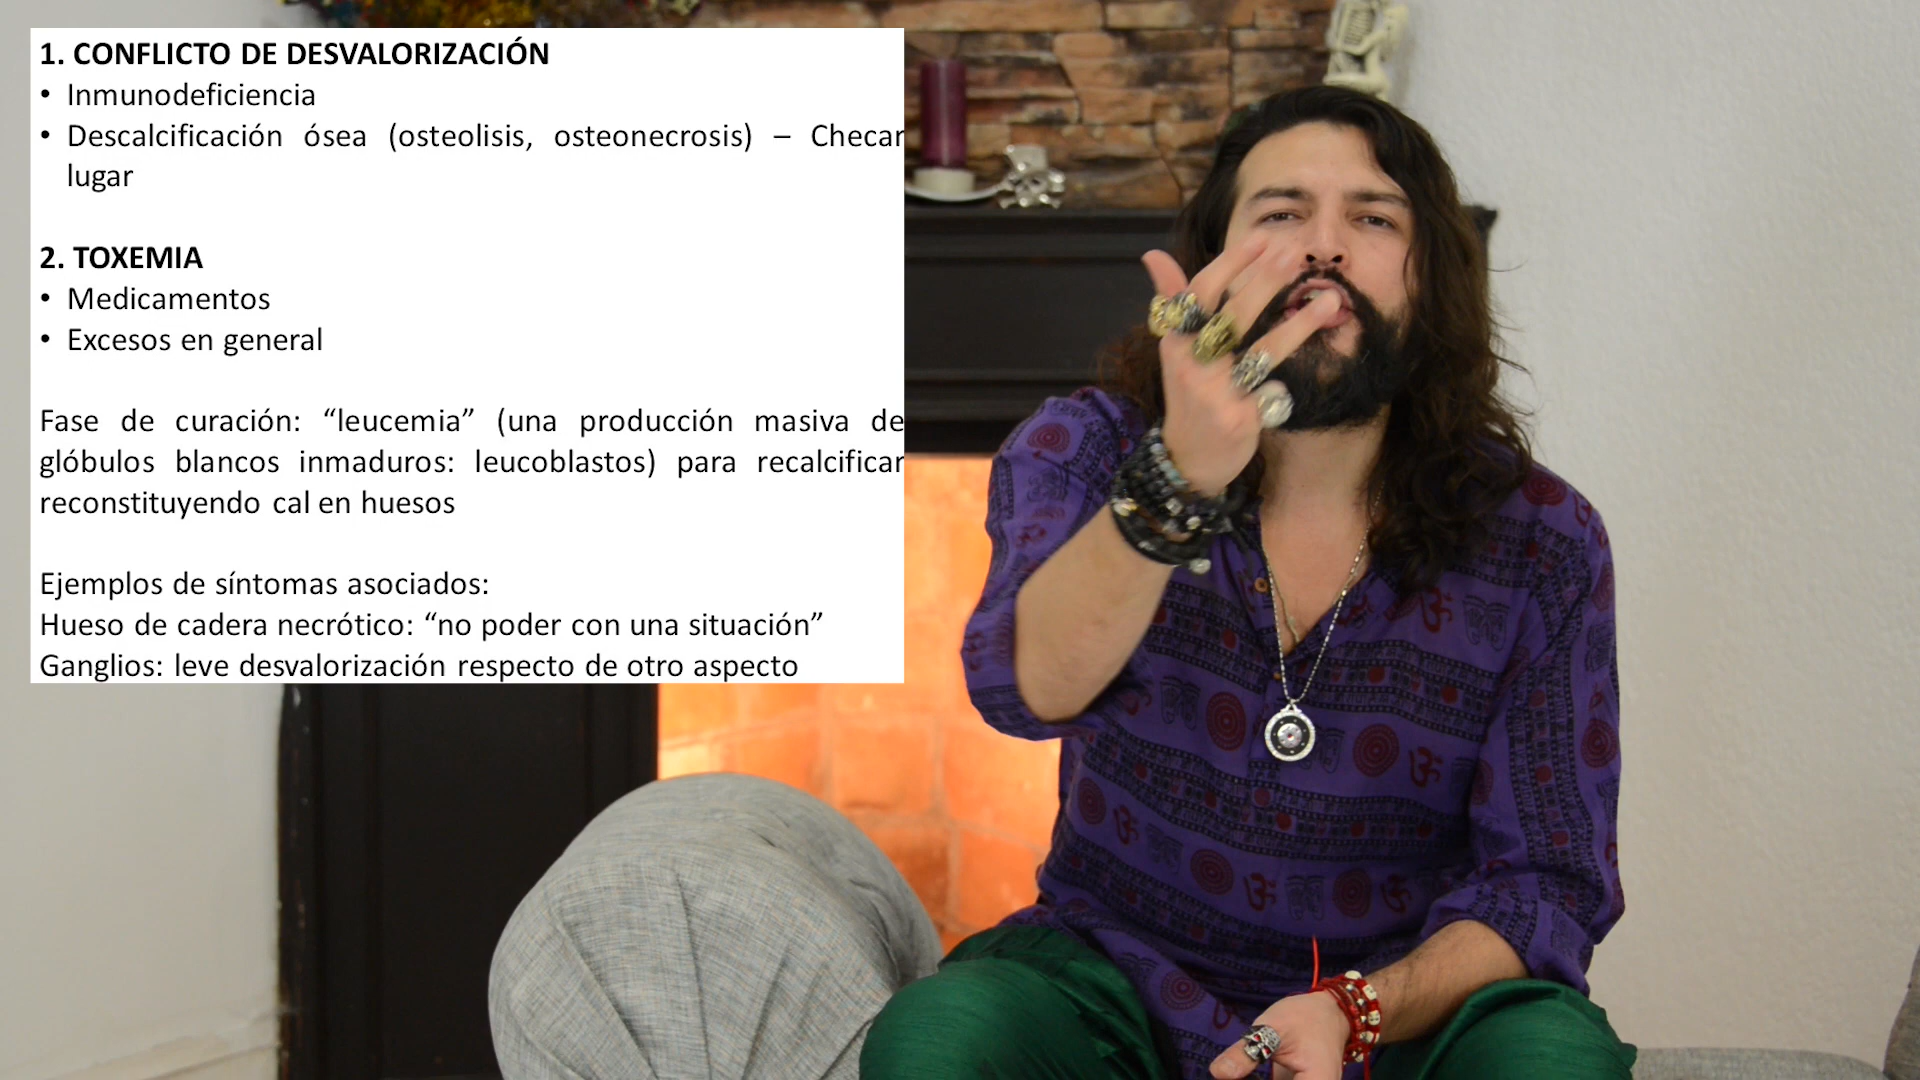 1. CONFLICTO DE DESVALORIZACIÓN
• Inmunodeficiencia
• Descalcificación ósea (osteolisis, osteonecrosis) – Checar
lugar
2. TOXEMIA
• Medicamentos
• Excesos en general
Fase de curación: “leucemia” (una producción masiva de
glóbulos blancos inmaduros: leucoblastos) para recalcificar
reconstituyendo cal en huesos
Ejemplos de síntomas asociados:
Hueso de cadera necrótico: “no poder con una situación”
Ganglios: leve desvalorización respecto de otro aspecto